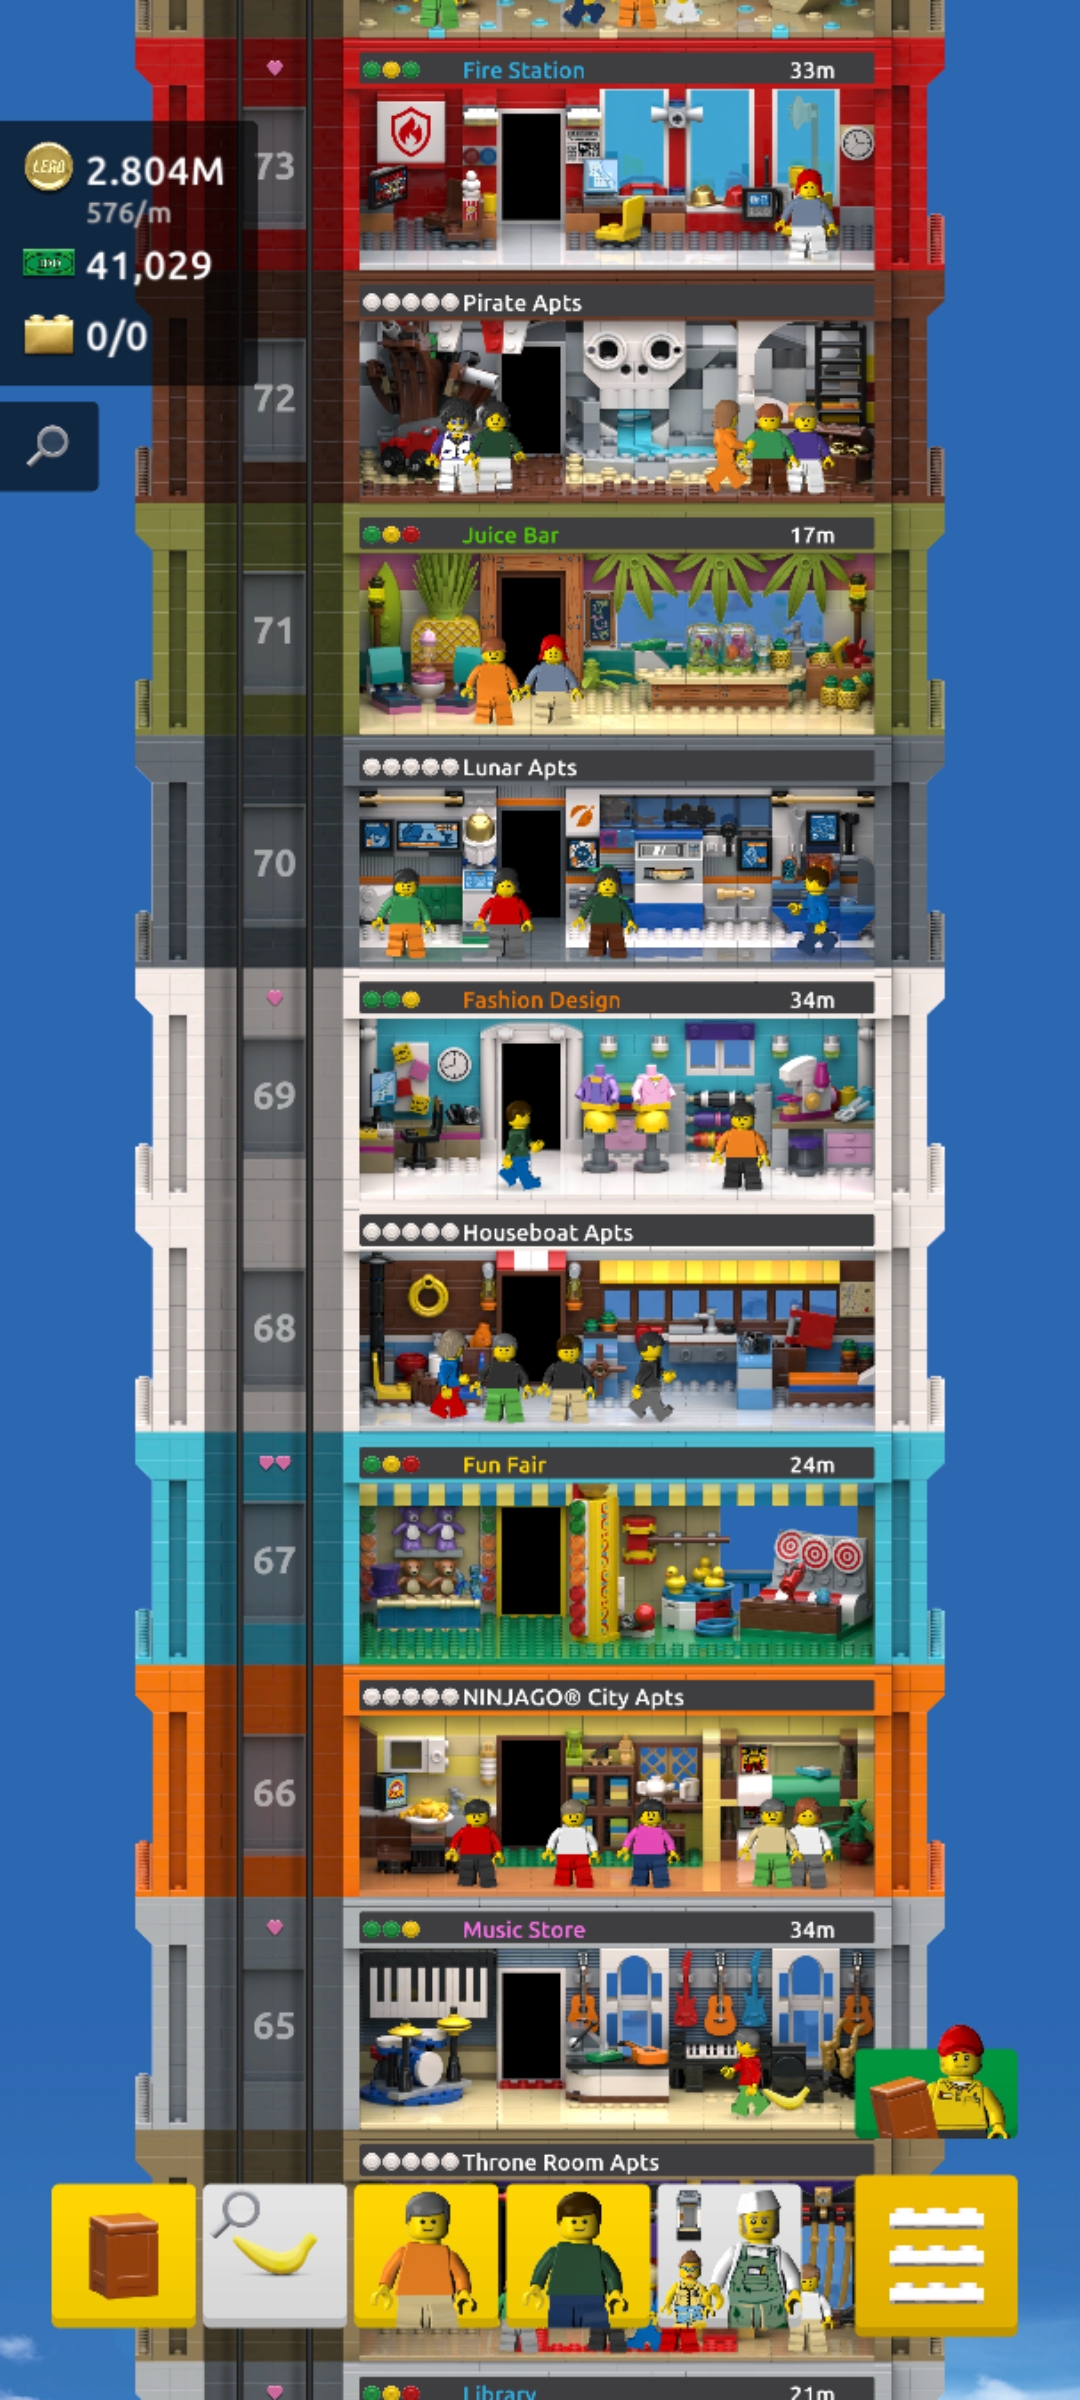 Fire Station 33m
73
LEGO 2.804M
576/m
41,029
0/0
Pirate Apts
72
Juice Bar 17m
71
Lunar Apts
70
Fashion Design 34m
69
Houseboat Apts
68
Fun Fair 24m
67
NINJAGO® City Apts
66
Music Store 34m
65
Throne Room Apts
Library 21m